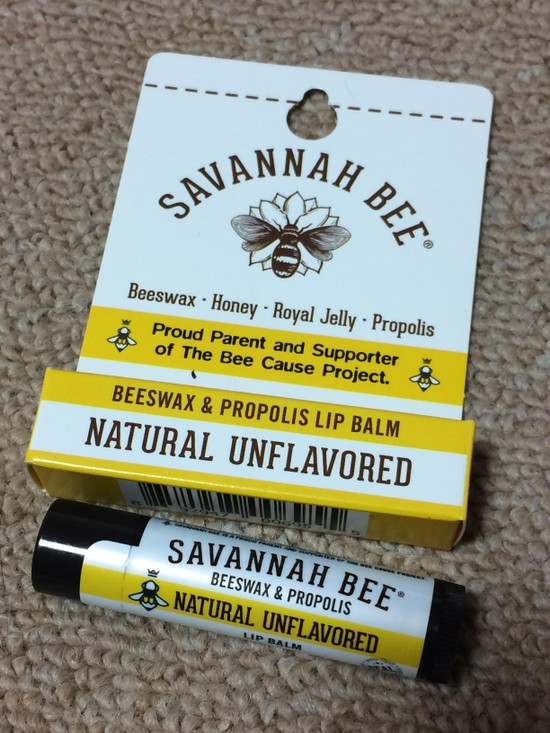 SAVANNAH BEE®
Beeswax · Honey · Royal Jelly · Propolis
Proud Parent and Supporter
of The Bee Cause Project.
BEESWAX & PROPOLIS LIP BALM
NATURAL UNFLAVORED
SAVANNAH BEE®
BEESWAX & PROPOLIS
NATURAL UNFLAVORED
LIP BALM